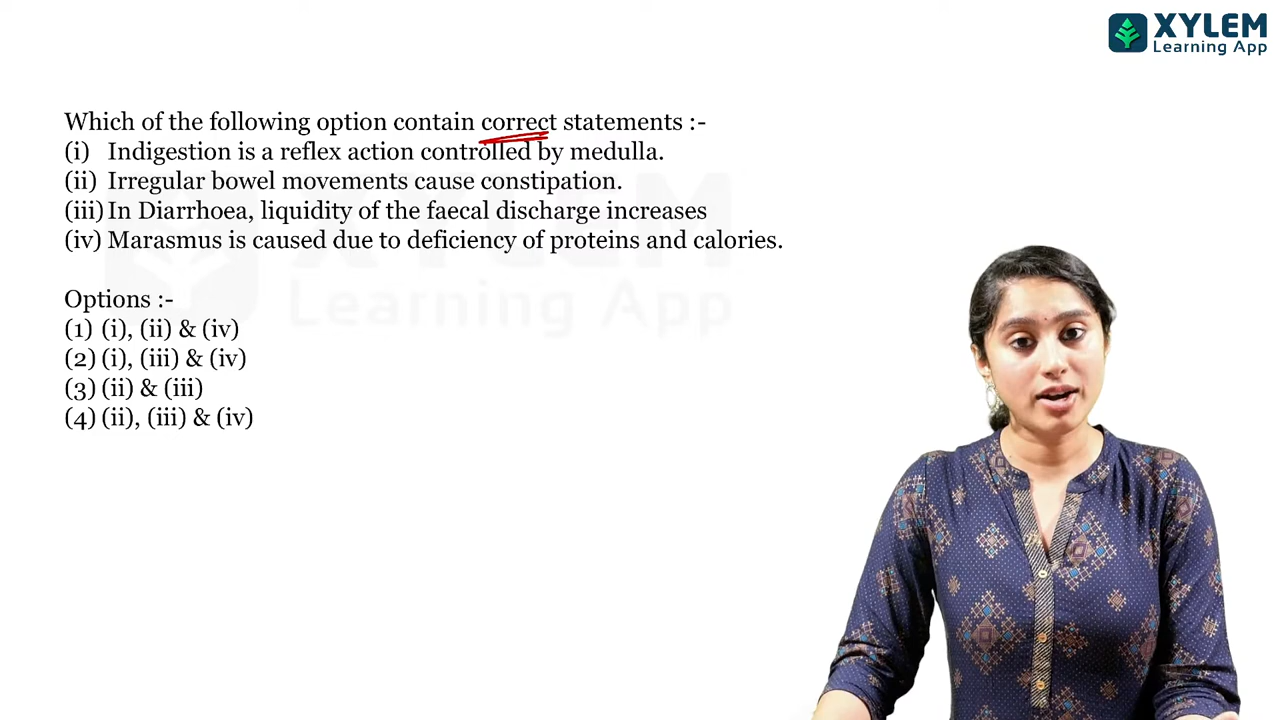 XYLEM
Learning App
Which of the following option contain correct statements :-
(i) Indigestion is a reflex action controlled by medulla.
(ii) Irregular bowel movements cause constipation.
(iii) In Diarrhoea, liquidity of the faecal discharge increases
(iv) Marasmus is caused due to deficiency of proteins and calories.
XYLEM
Learning App
Options :-
(1) (i), (ii) & (iv)
(2) (i), (iii) & (iv)
(3) (ii) & (iii)
(4) (ii), (iii) & (iv)